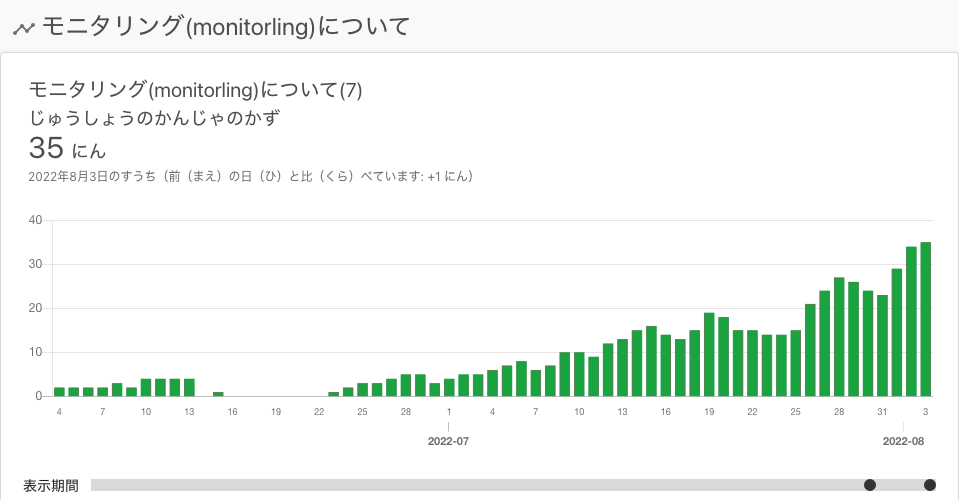 モニタリング(monitorling)について
モニタリング(monitorling)について(7)
じゅうしょうのかんじゃのかず
35 にん
2022年8月3日のすうち（前（まえ）の日（ひ）と比（くら）べています: +1 にん）
40
30
20
10
0
4 7 10 13 16 19 22 25 28 1 4 7 10 13 16 19 22 25 28 31 3
2022-07 2022-08
表示期間